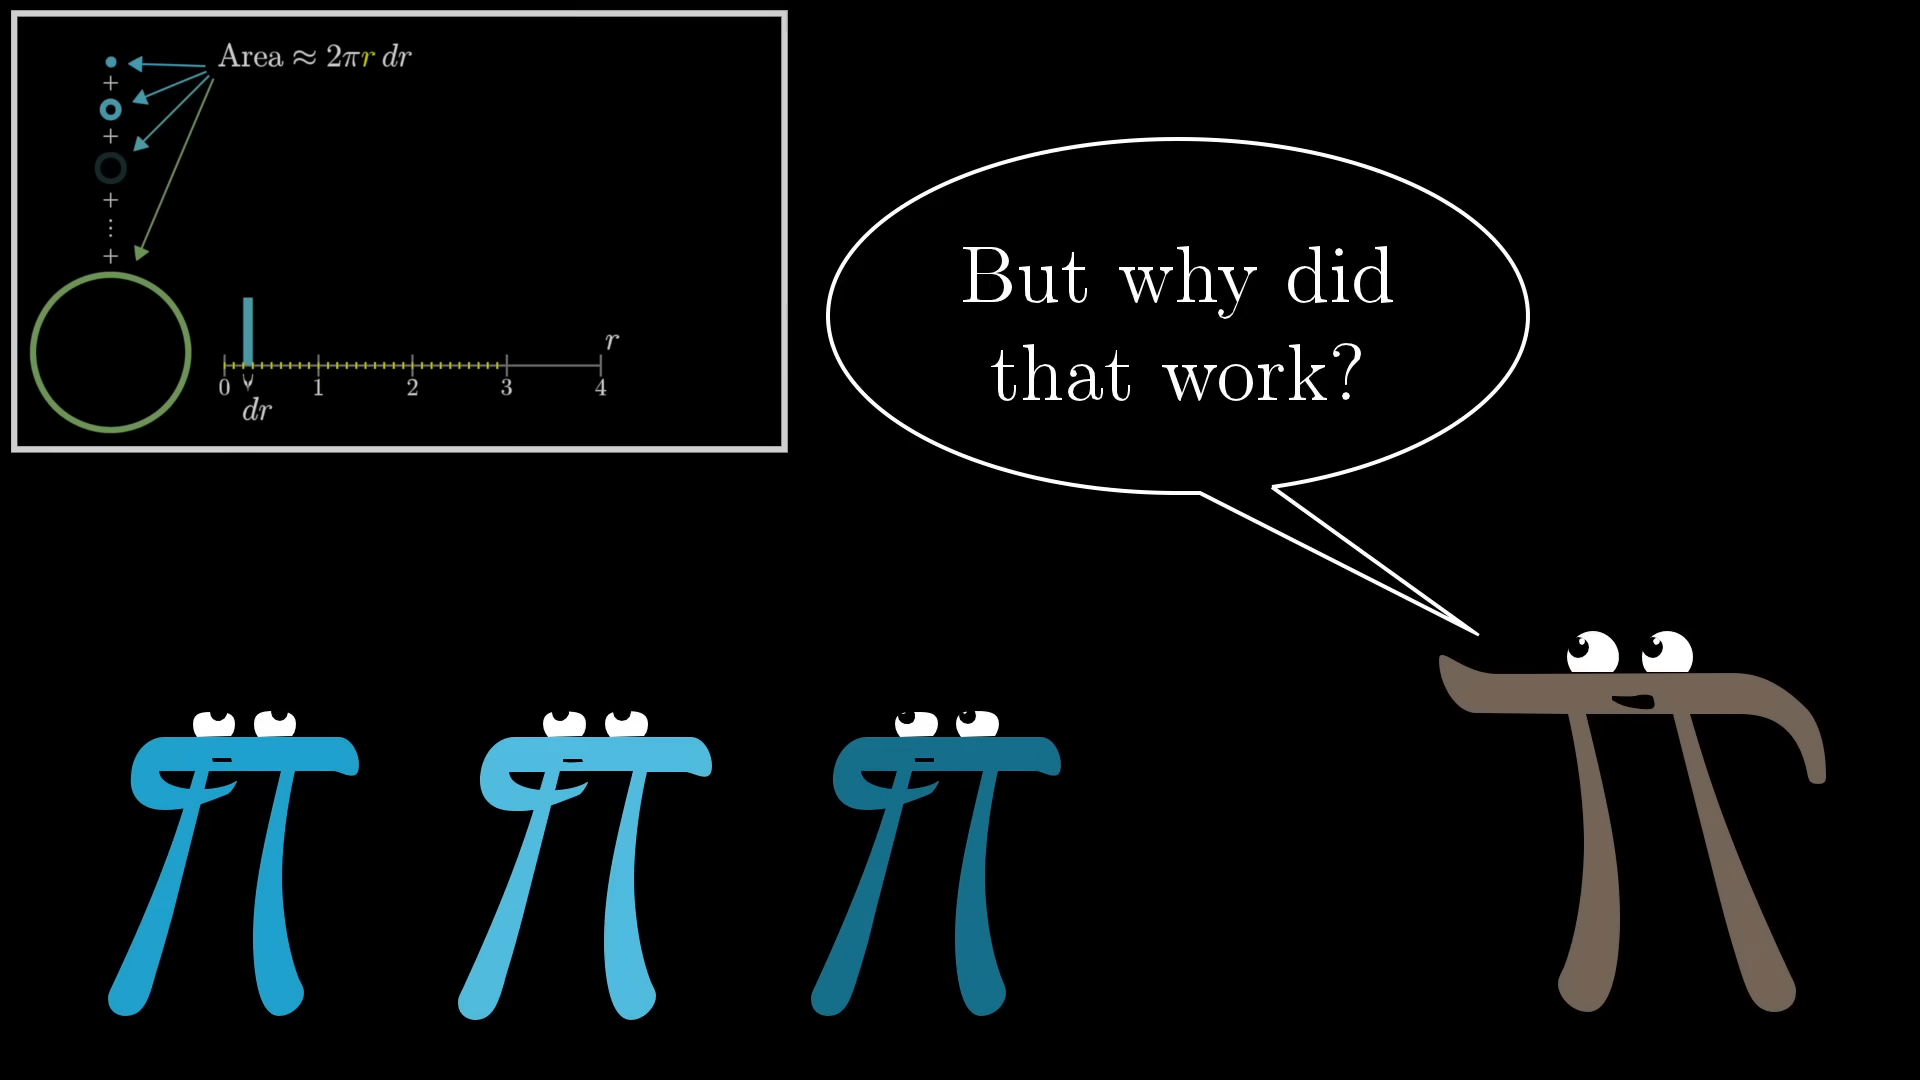 Area ≈ 2πr dr
+
+
+
⋮
+
r
0 1 2 3 4
dr
But why did
that work?